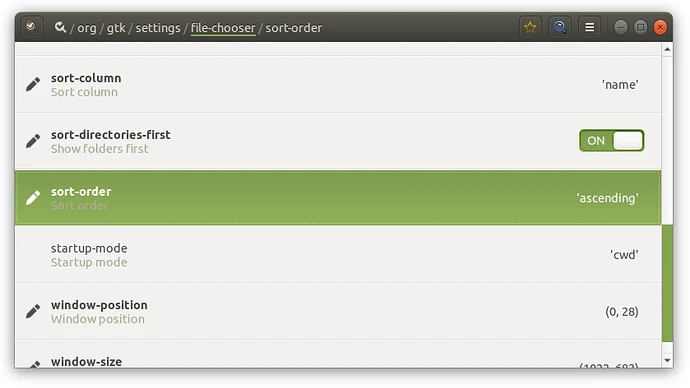 / org / gtk / settings / file-chooser / sort-order
sort-column
Sort column
'name'
sort-directories-first
Show folders first
ON
sort-order
Sort order
'ascending'
startup-mode
Startup mode
'cwd'
window-position
Window position
(0, 28)
window-size